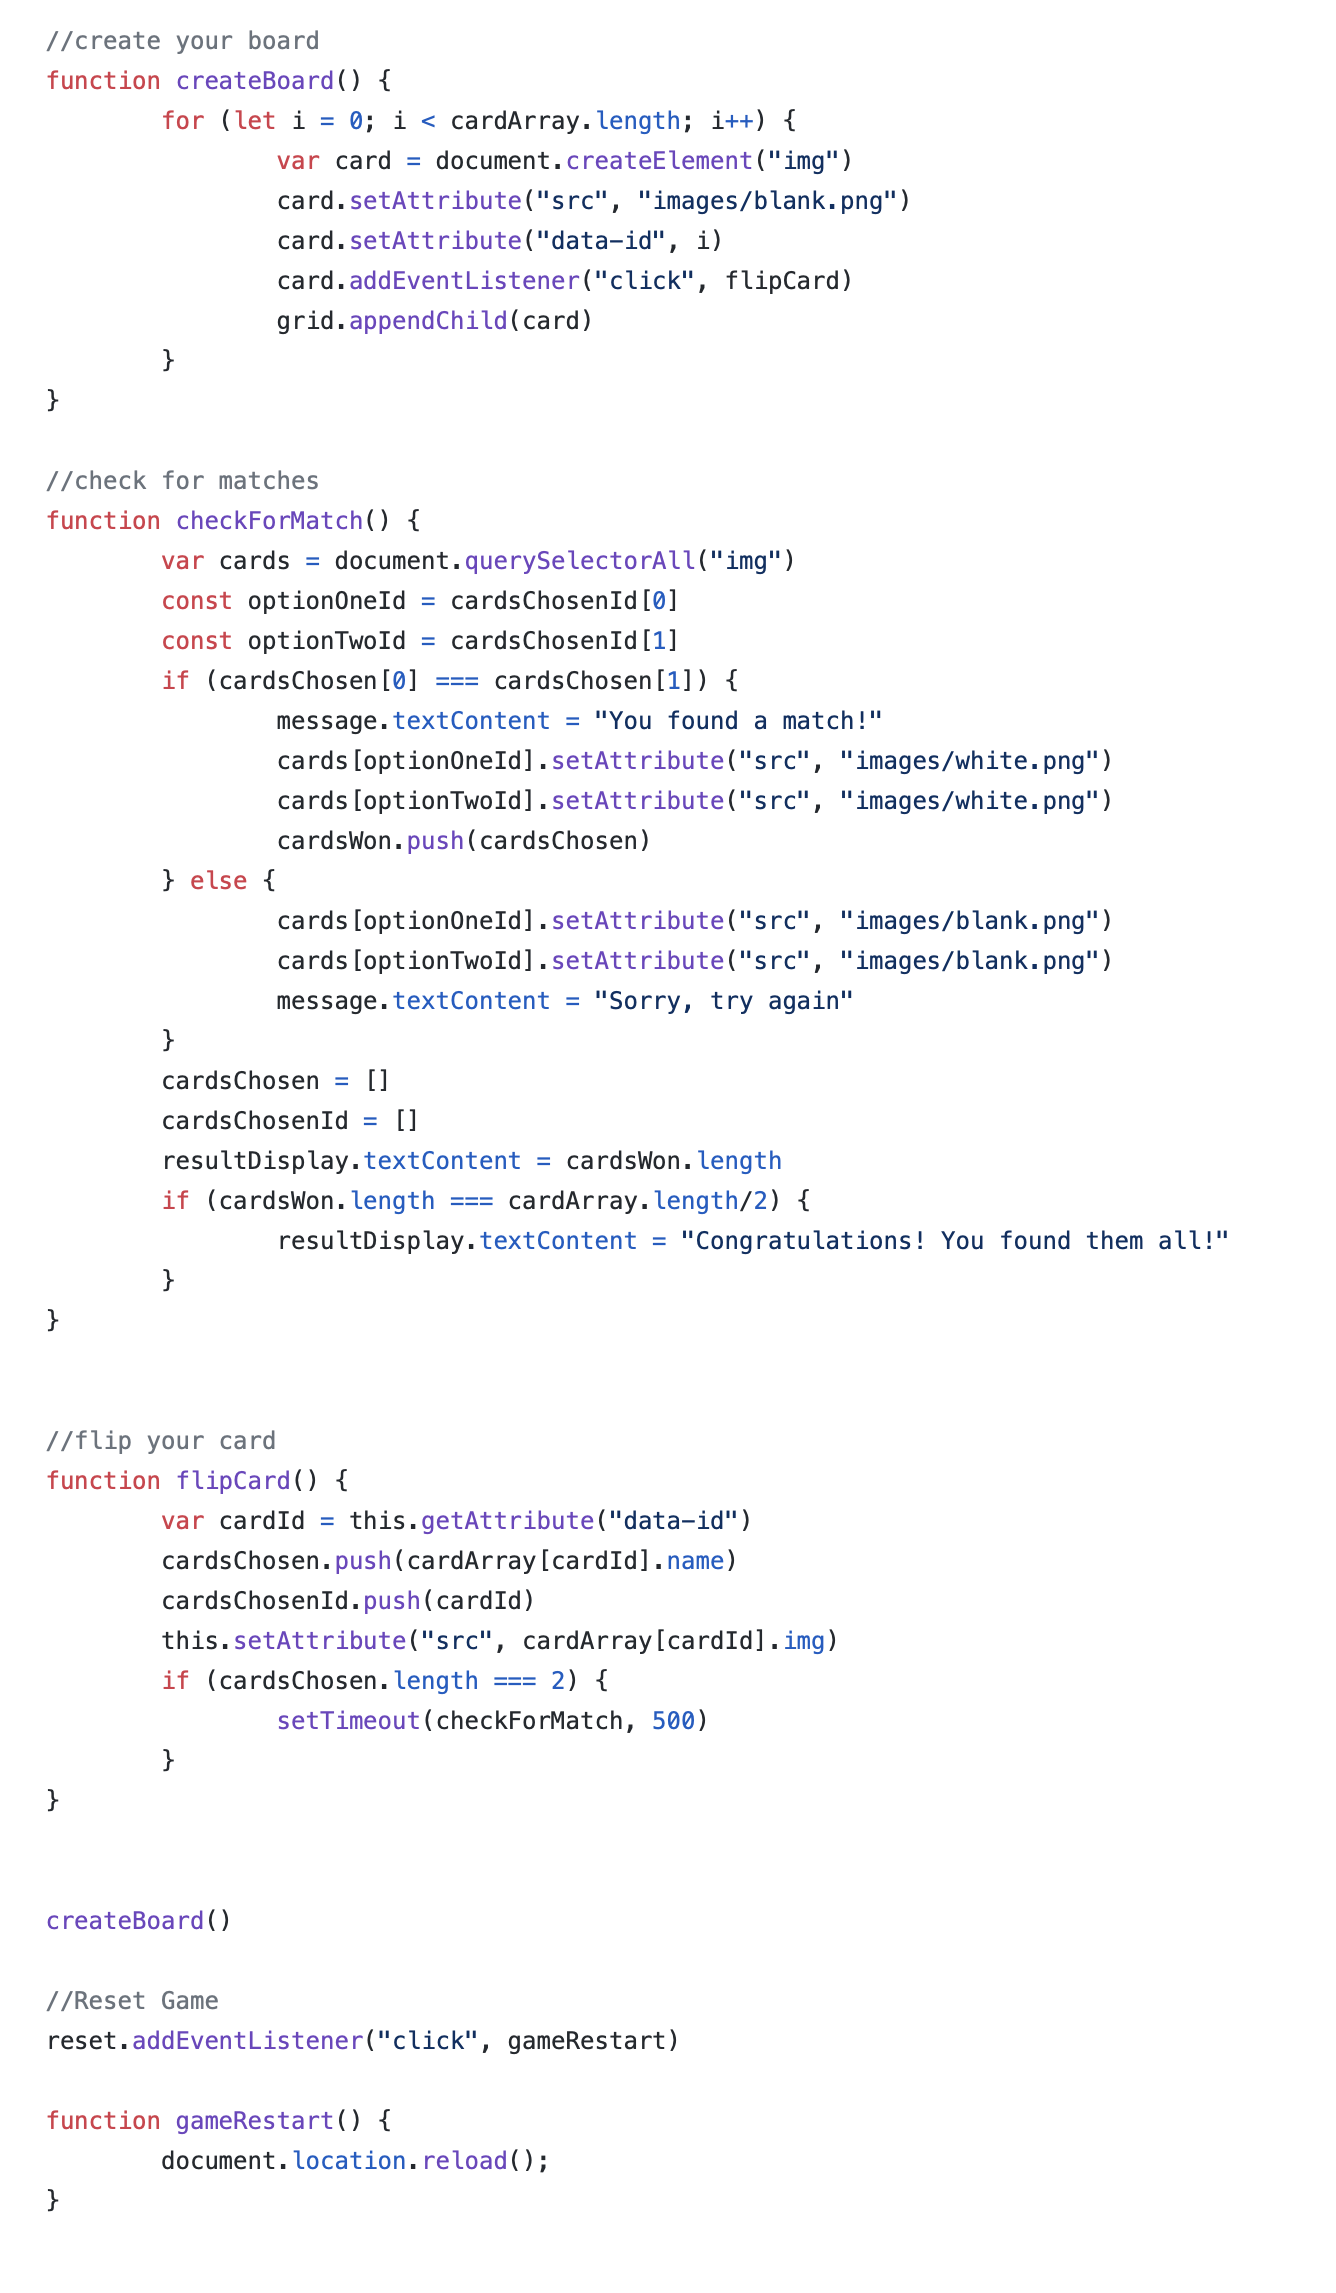 //create your board
function createBoard() {
        for (let i = 0; i < cardArray.length; i++) {
                var card = document.createElement("img")
                card.setAttribute("src", "images/blank.png")
                card.setAttribute("data-id", i)
                card.addEventListener("click", flipCard)
                grid.appendChild(card)
        }
}

//check for matches
function checkForMatch() {
        var cards = document.querySelectorAll("img")
        const optionOneId = cardsChosenId[0]
        const optionTwoId = cardsChosenId[1]
        if (cardsChosen[0] === cardsChosen[1]) {
                message.textContent = "You found a match!"
                cards[optionOneId].setAttribute("src", "images/white.png")
                cards[optionTwoId].setAttribute("src", "images/white.png")
                cardsWon.push(cardsChosen)
        } else {
                cards[optionOneId].setAttribute("src", "images/blank.png")
                cards[optionTwoId].setAttribute("src", "images/blank.png")
                message.textContent = "Sorry, try again"
        }
        cardsChosen = []
        cardsChosenId = []
        resultDisplay.textContent = cardsWon.length
        if (cardsWon.length === cardArray.length/2) {
                resultDisplay.textContent = "Congratulations! You found them all!"
        }
}


//flip your card
function flipCard() {
        var cardId = this.getAttribute("data-id")
        cardsChosen.push(cardArray[cardId].name)
        cardsChosenId.push(cardId)
        this.setAttribute("src", cardArray[cardId].img)
        if (cardsChosen.length === 2) {
                setTimeout(checkForMatch, 500)
        }
}


createBoard()

//Reset Game
reset.addEventListener("click", gameRestart)

function gameRestart() {
        document.location.reload();
}